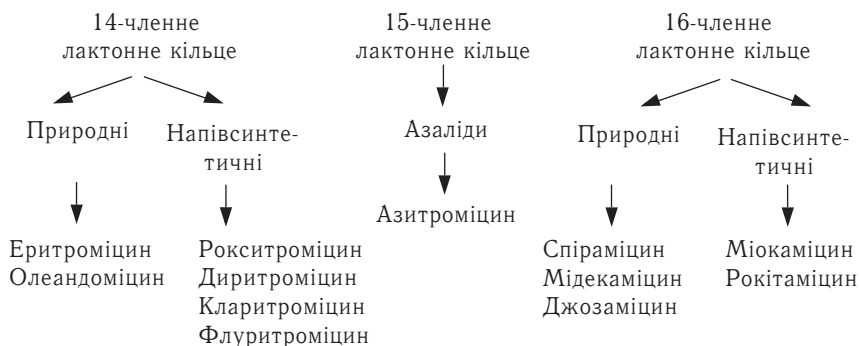 14-членне
лактонне кільце
15-членне
лактонне кільце
16-членне
лактонне кільце
Природні
Напівсинте-
тичні
Азаліди
Природні
Напівсинте-
тичні
Азитроміцин
Еритроміцин
Олеандоміцин
Рокситроміцин
Диритроміцин
Кларитроміцин
Флуритроміцин
Спіраміцин
Мідекаміцин
Джозаміцин
Міокаміцин
Рокітаміцин